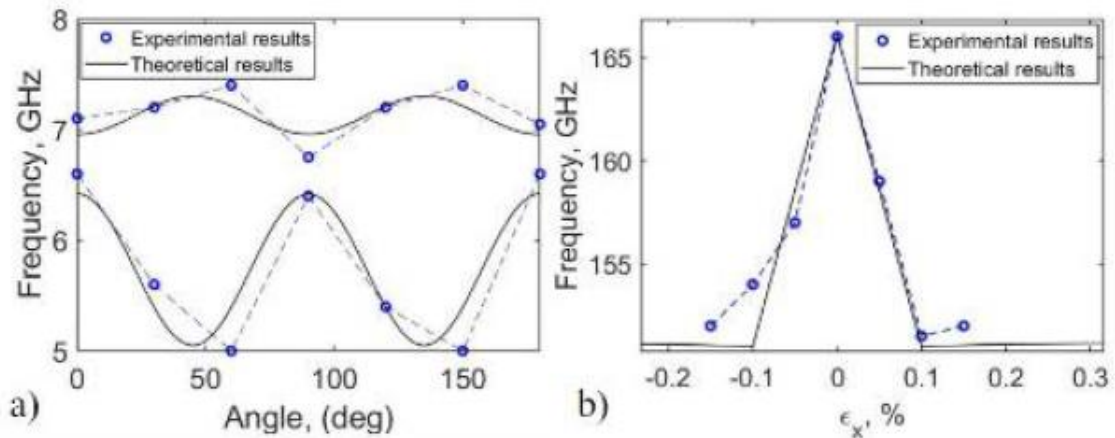 8
Experimental results
Theoretical results
7
6
5
Frequency, GHz
0 50 100 150
Angle, (deg)
a)
Experimental results
Theoretical results
165
160
155
Frequency, GHz
-0.2 -0.1 0 0.1 0.2 0.3
ϵx, %
b)